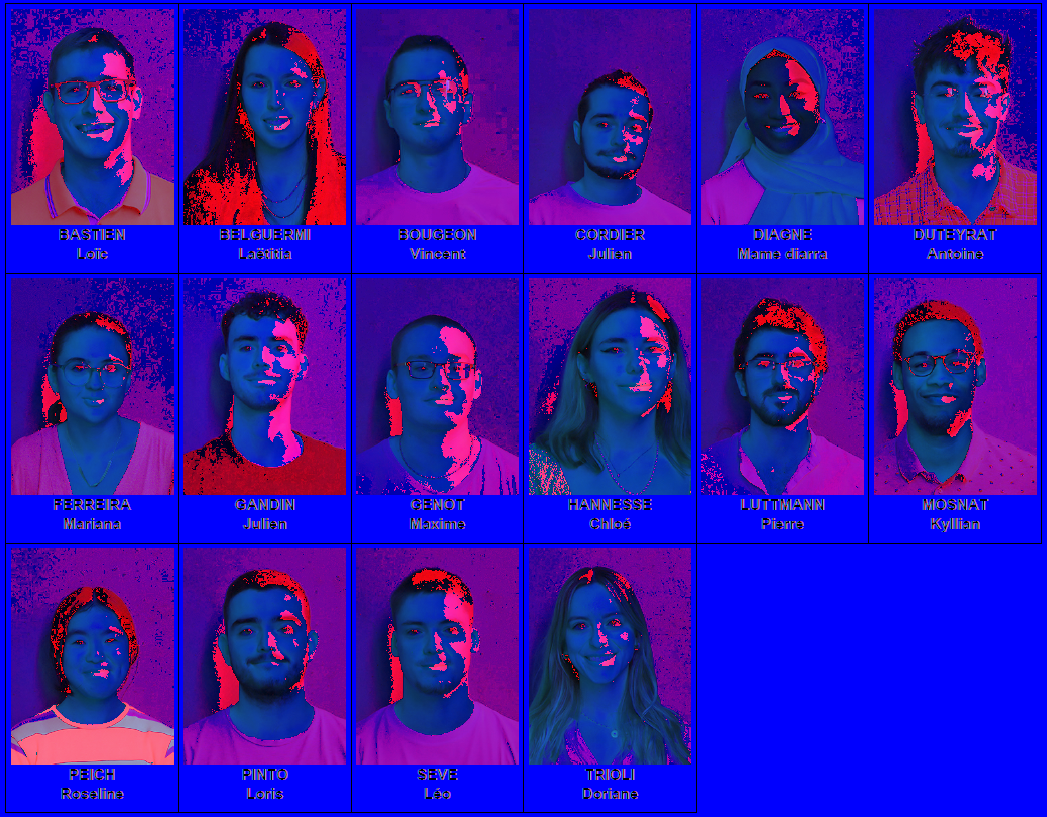 BASTIEN
Loïc
BELGUERMI
Laëtitia
BOUGEON
Vincent
CORDIER
Julien
DIAGNE
Mame diarra
DUTEYRAT
Antoine
FERREIRA
Mariana
GANDIN
Julien
GENOT
Maxime
HANNESSE
Chloé
LUTTMANN
Pierre
MOSNAT
Kyllian
PEICH
Roseline
PINTO
Loris
SEVE
Léo
TRIOLI
Doriane